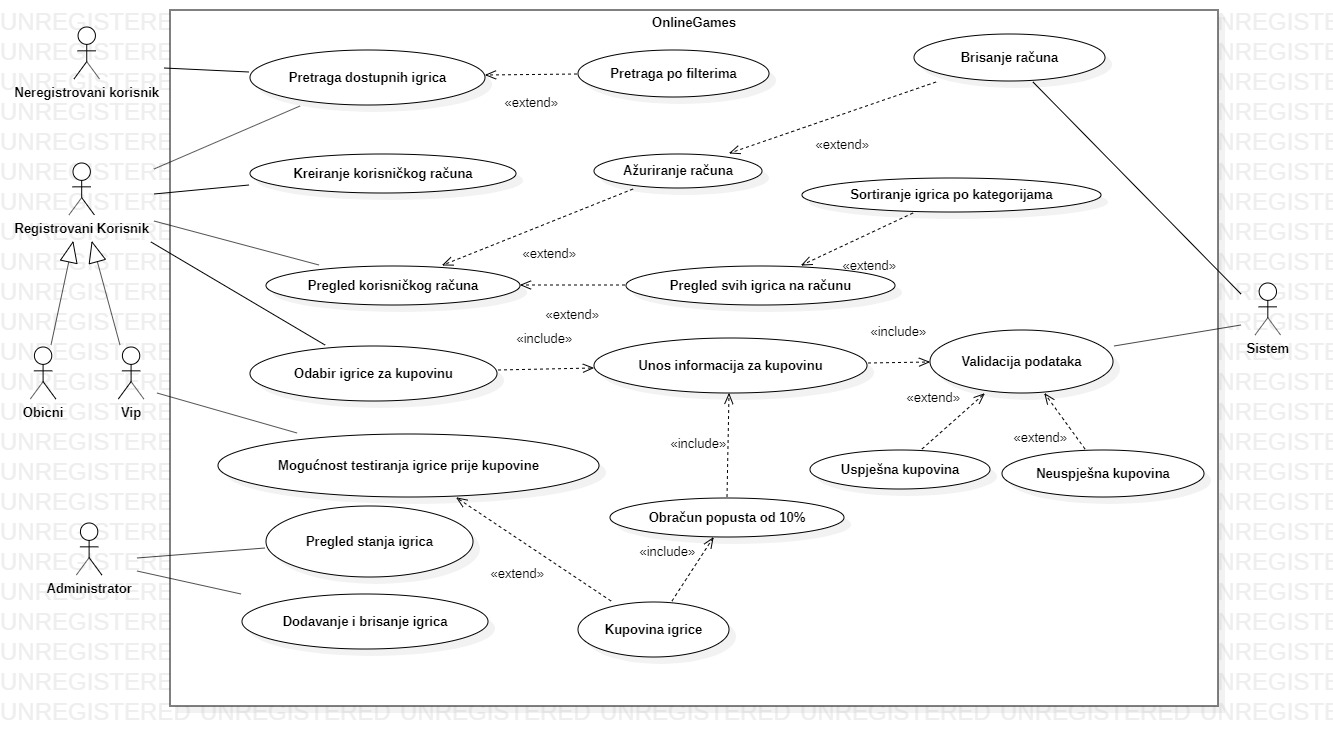 OnlineGames
Neregistrovani korisnik
Pretraga dostupnih igrica
«extend»
Pretraga po filterima
Brisanje računa
«extend»
Registrovani Korisnik
Kreiranje korisničkog računa
Ažuriranje računa
Sortiranje igrica po kategorijama
«extend»
«extend»
Pregled korisničkog računa
«extend»
Pregled svih igrica na računu
Sistem
Obicni
Vip
Odabir igrice za kupovinu
«include»
Unos informacija za kupovinu
«include»
Validacija podataka
«extend»
«extend»
Uspješna kupovina
Neuspješna kupovina
Mogućnost testiranja igrice prije kupovine
«include»
Obračun popusta od 10%
«include»
«extend»
Kupovina igrice
Administrator
Pregled stanja igrica
Dodavanje i brisanje igrica
UNREGISTERED UNREGISTERED UNREGISTERED UNREGISTERED UNREGISTERED UNREGISTERED